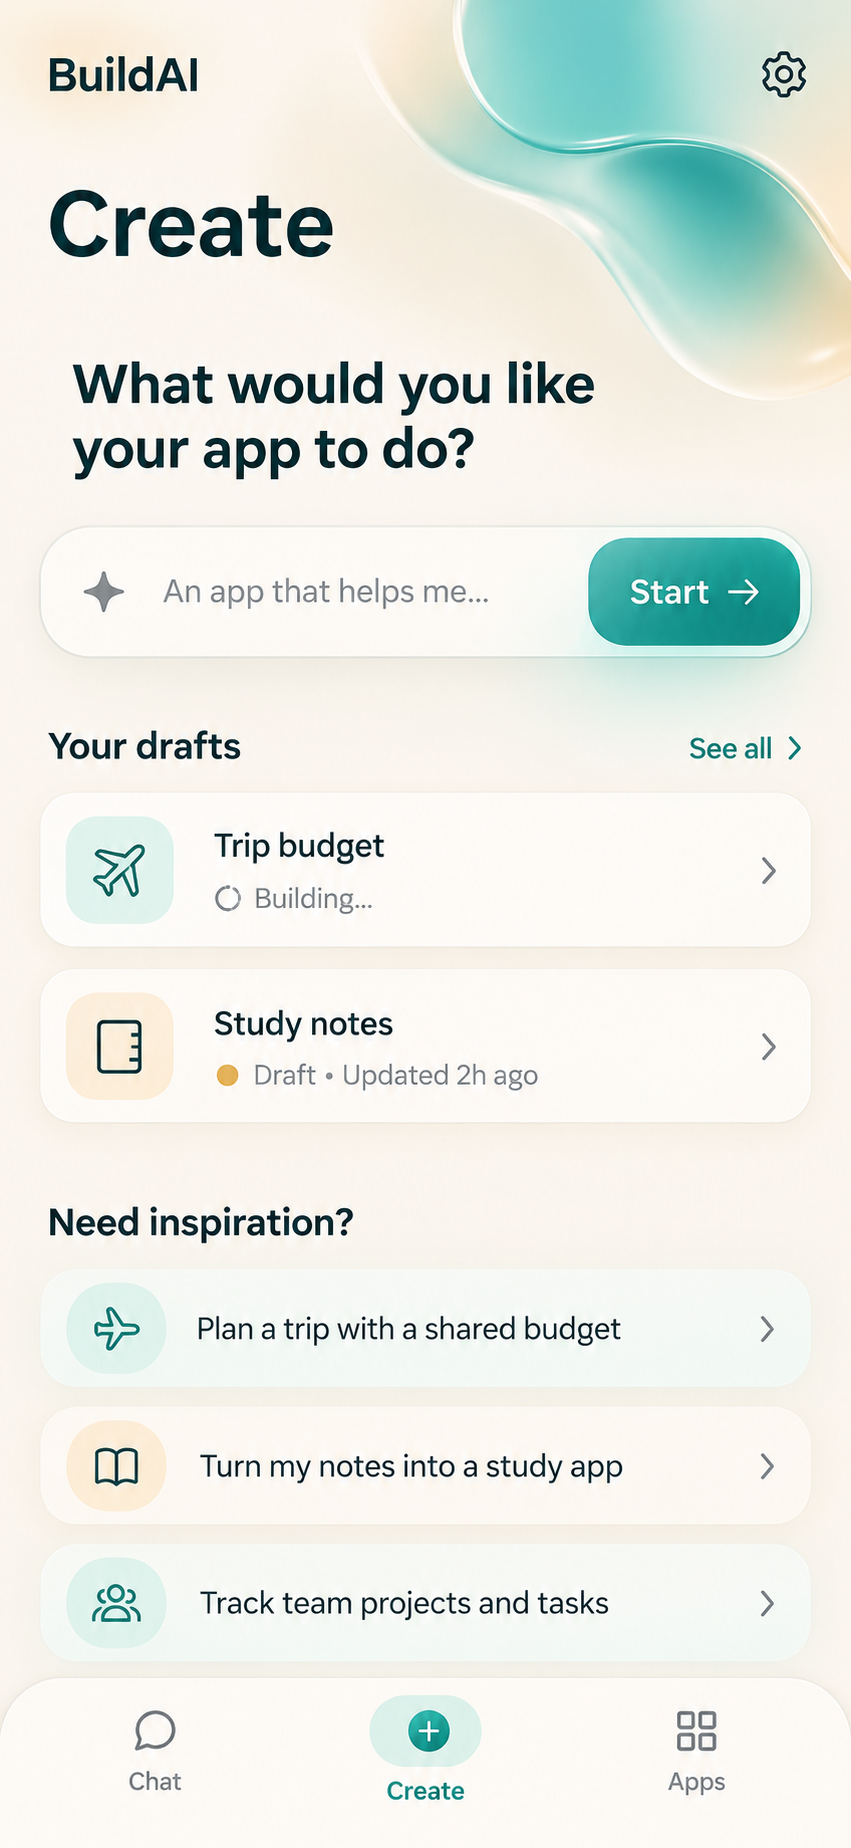 BuildAI
Create
What would you like
your app to do?
An app that helps me...
Start
Your drafts
See all
Trip budget
Building...
Study notes
Draft • Updated 2h ago
Need inspiration?
Plan a trip with a shared budget
Turn my notes into a study app
Track team projects and tasks
Chat
Create
Apps